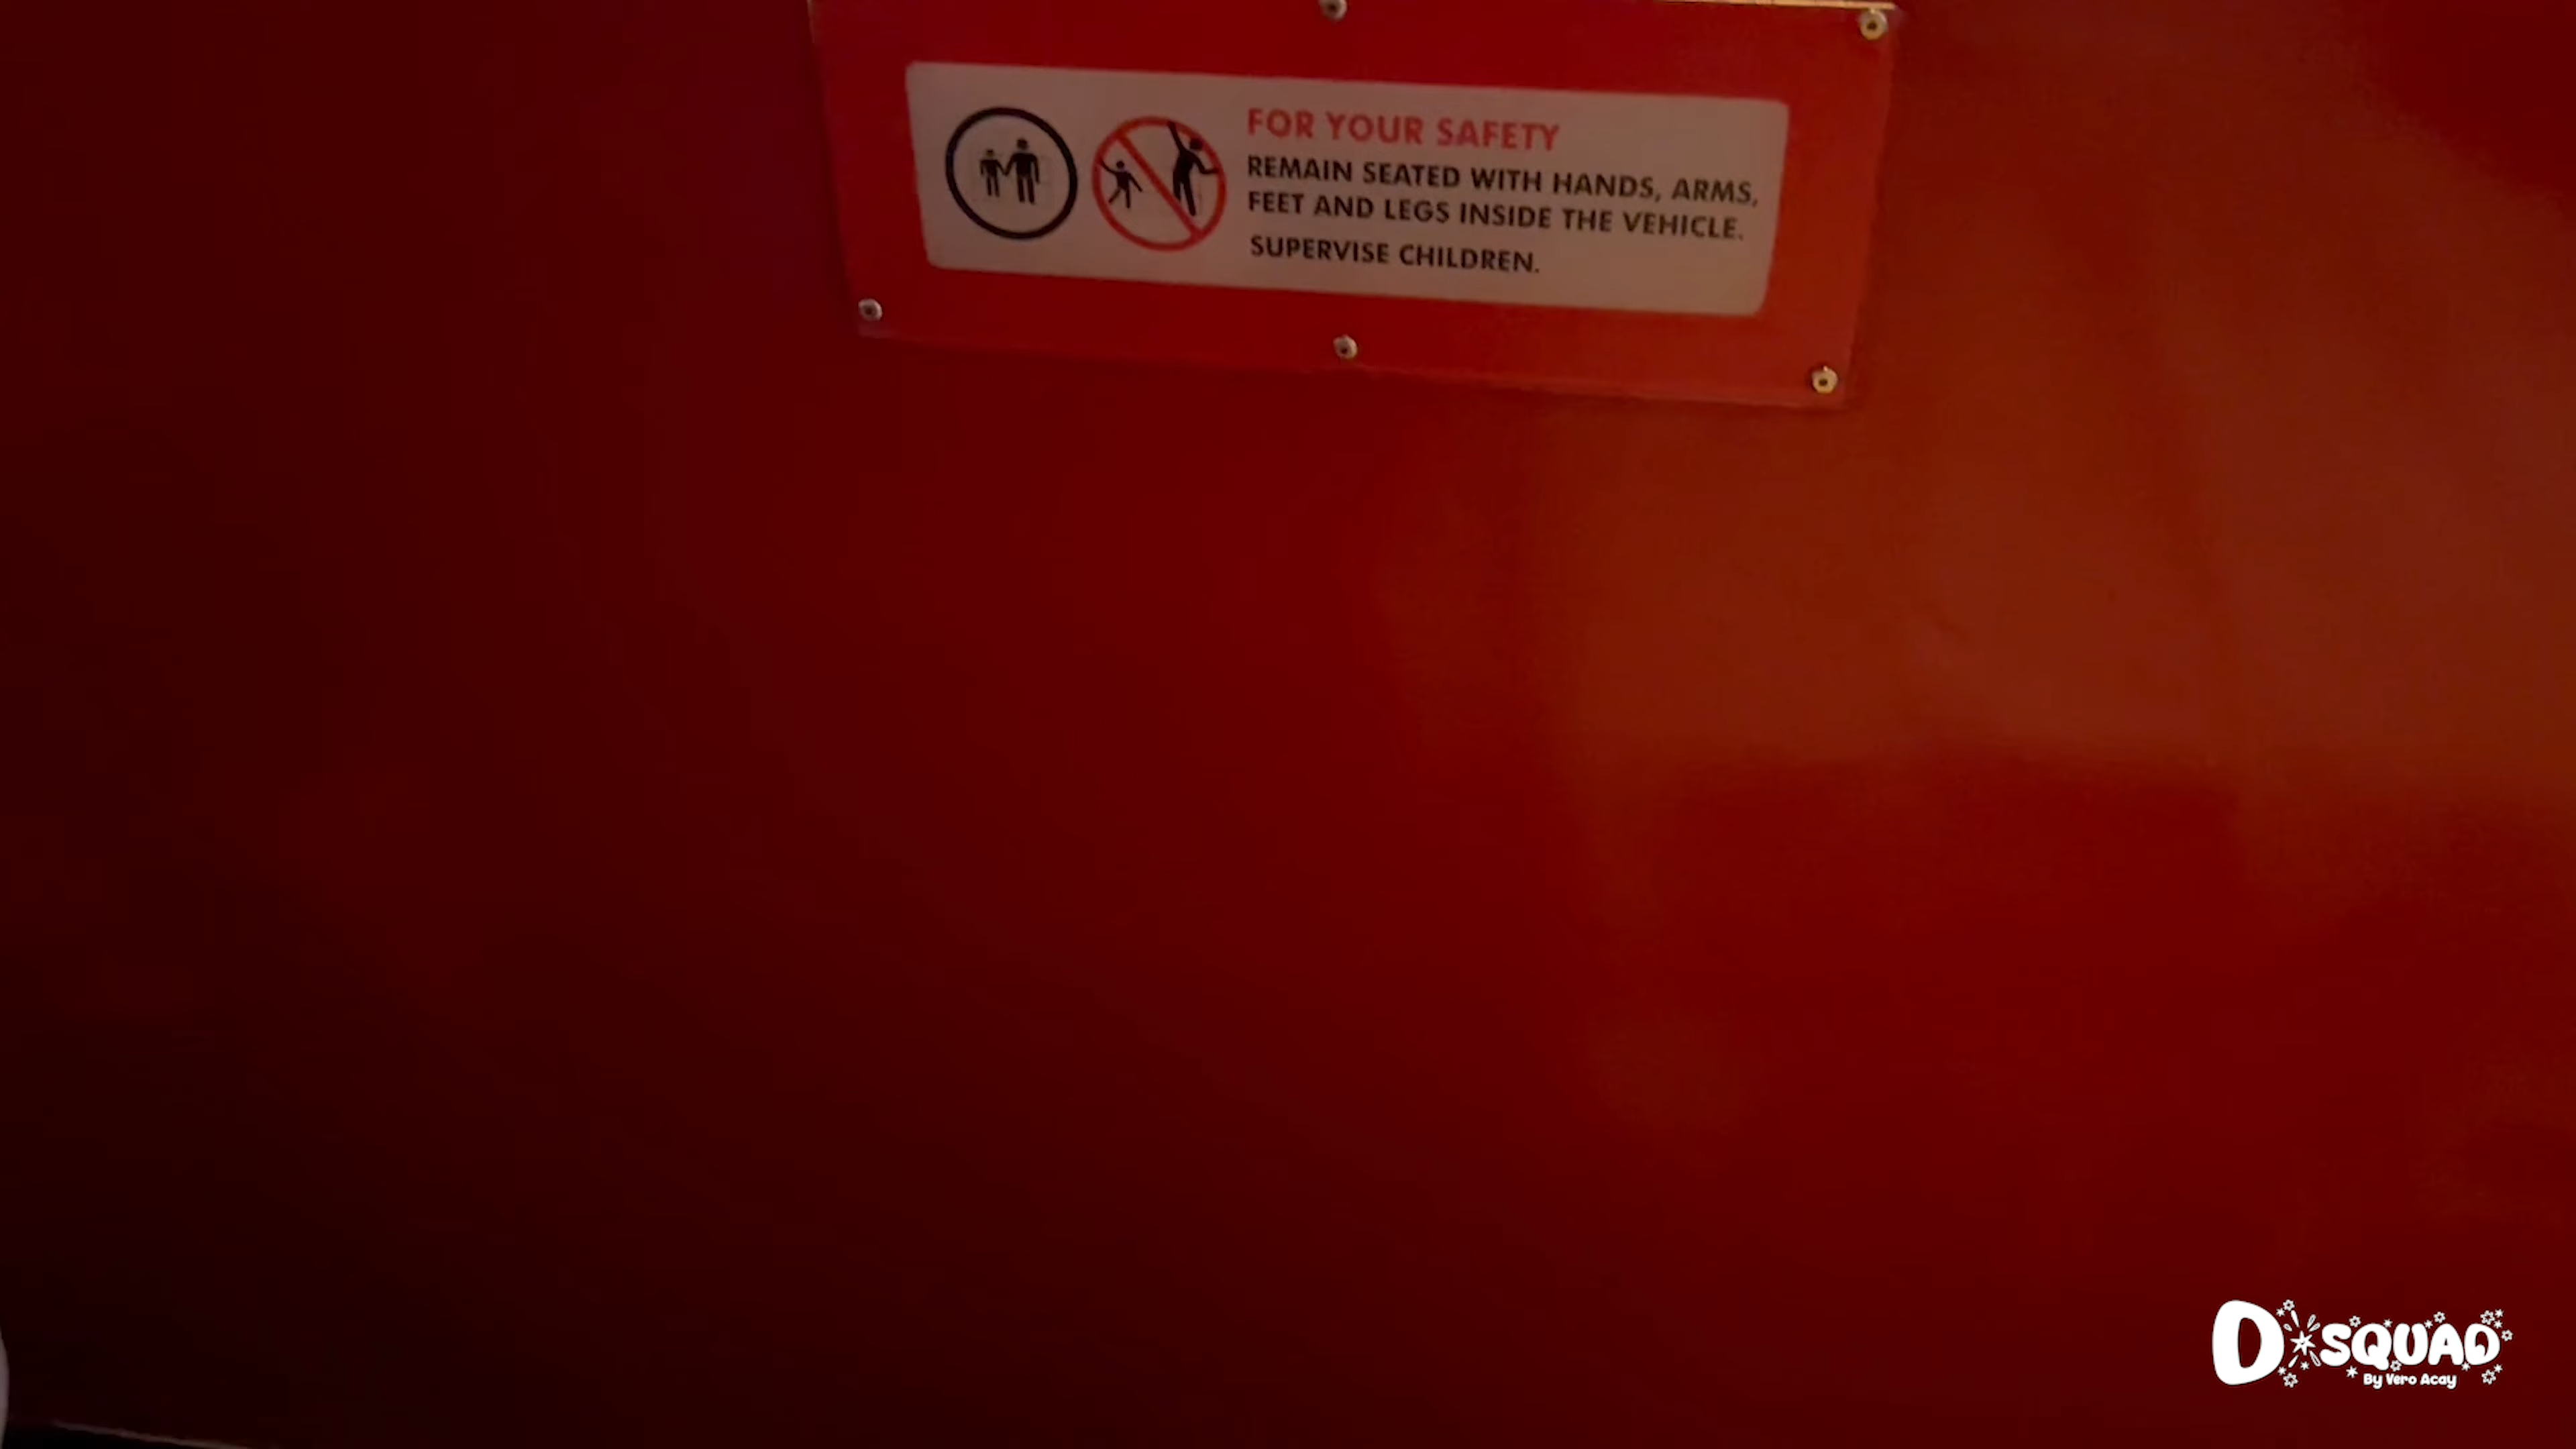 FOR YOUR SAFETY
REMAIN SEATED WITH HANDS, ARMS,
FEET AND LEGS INSIDE THE VEHICLE.
SUPERVISE CHILDREN.
D SQUAD
By Vero Acay